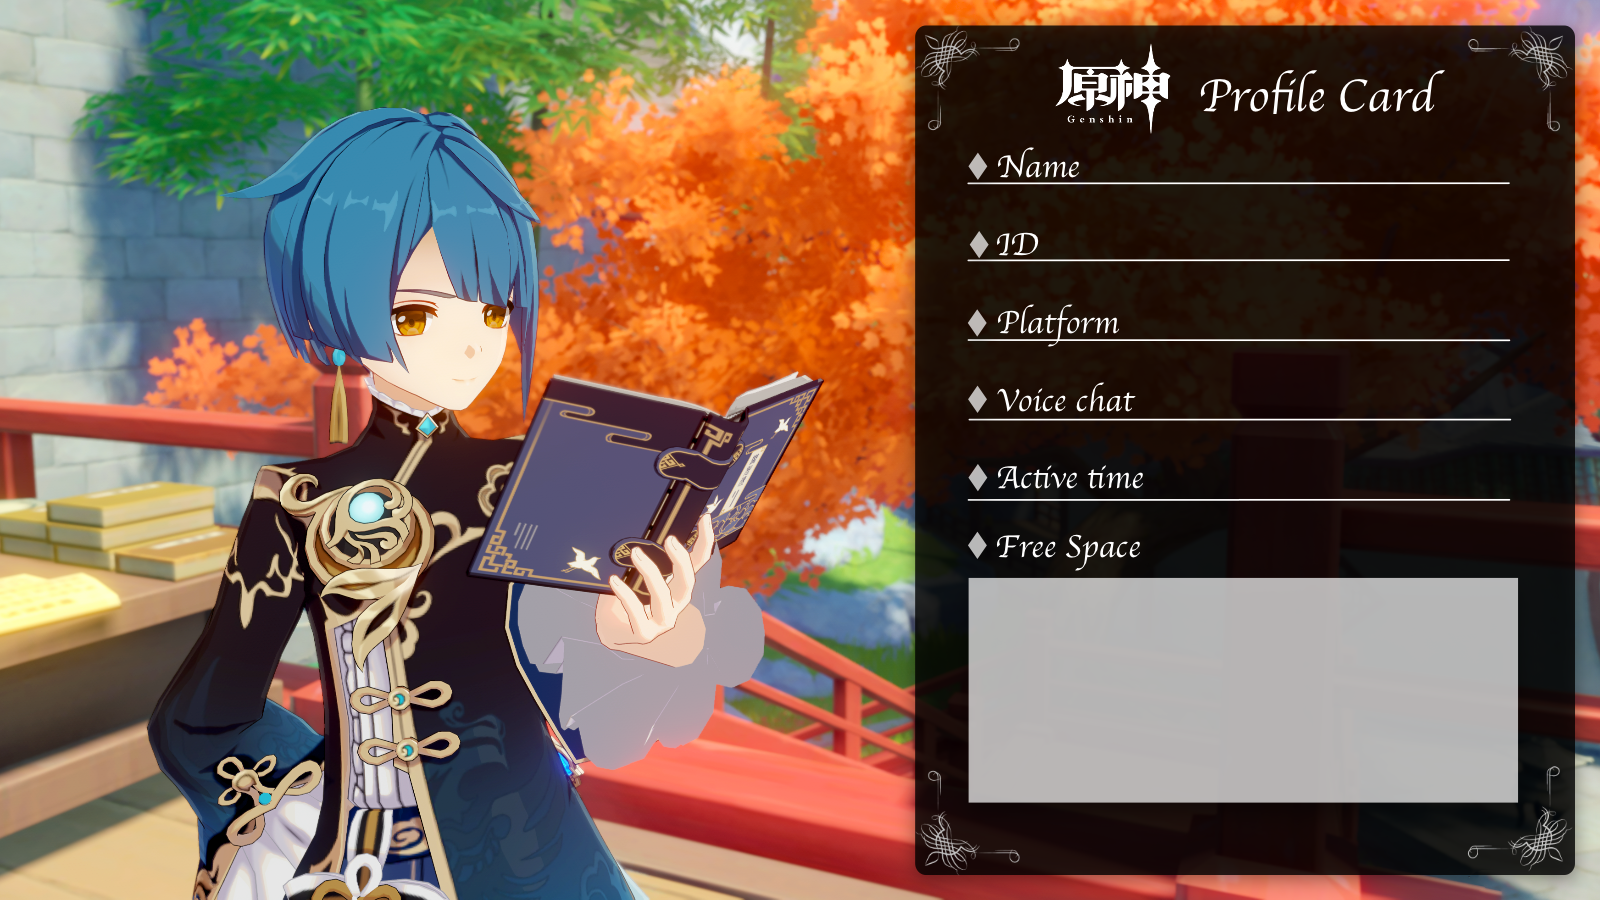 原神
Genshin
Profile Card
Name
ID
Platform
Voice chat
Active time
Free Space